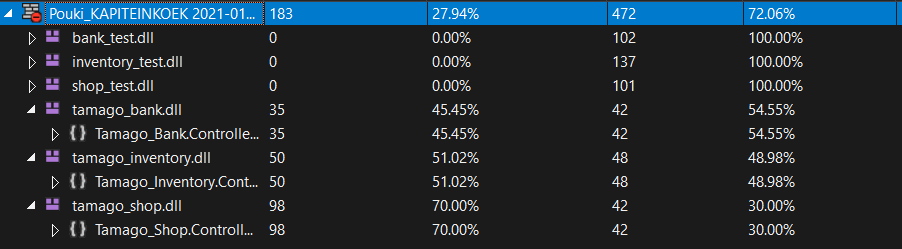 Pouki_KAPITEINKOEK 2021-01... 183 27.94% 472 72.06%
bank_test.dll 0 0.00% 102 100.00%
inventory_test.dll 0 0.00% 137 100.00%
shop_test.dll 0 0.00% 101 100.00%
tamago_bank.dll 35 45.45% 42 54.55%
{} Tamago_Bank.Controlle... 35 45.45% 42 54.55%
tamago_inventory.dll 50 51.02% 48 48.98%
{} Tamago_Inventory.Cont... 50 51.02% 48 48.98%
tamago_shop.dll 98 70.00% 42 30.00%
{} Tamago_Shop.Controll... 98 70.00% 42 30.00%